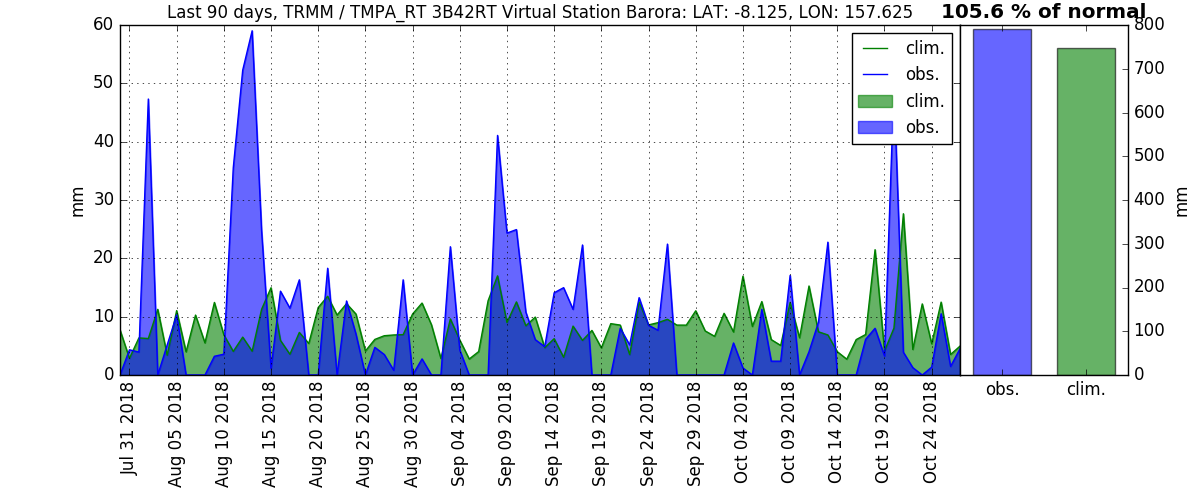 Last 90 days, TRMM / TMPA_RT 3B42RT Virtual Station Barora: LAT: -8.125, LON: 157.625
105.6 % of normal
60
50
40
30
20
10
0
mm
clim.
obs.
clim.
obs.
800
700
600
500
400
300
200
100
0
mm
Jul 31 2018
Aug 05 2018
Aug 10 2018
Aug 15 2018
Aug 20 2018
Aug 25 2018
Aug 30 2018
Sep 04 2018
Sep 09 2018
Sep 14 2018
Sep 19 2018
Sep 24 2018
Sep 29 2018
Oct 04 2018
Oct 09 2018
Oct 14 2018
Oct 19 2018
Oct 24 2018
obs.
clim.